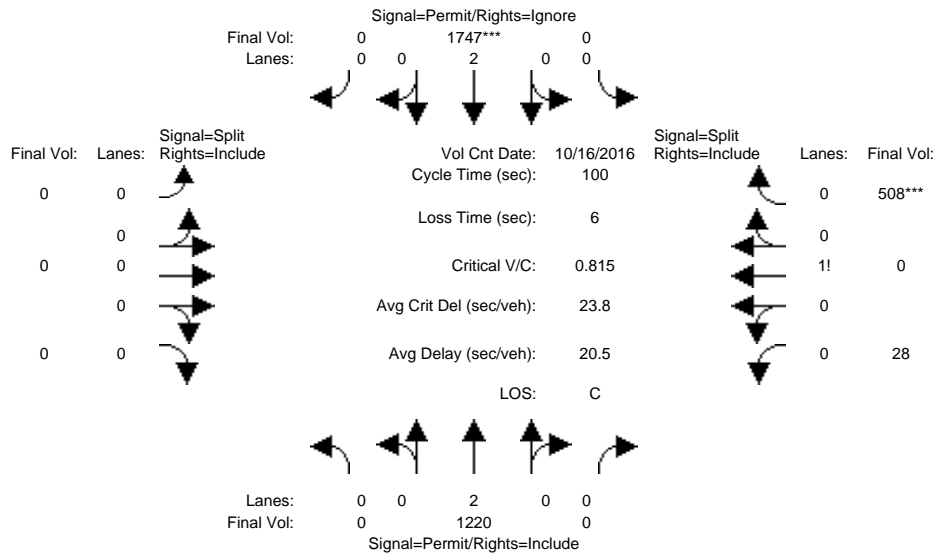 Signal=Permit/Rights=Ignore
Final Vol: 0 1747*** 0
Lanes: 0 0 2 0 0
Signal=Split Signal=Split
Final Vol: Lanes: Rights=Include Vol Cnt Date: 10/16/2016 Rights=Include Lanes: Final Vol:
Cycle Time (sec): 100
0 0 0 508***
Loss Time (sec): 6
0 0
0 0 Critical V/C: 0.815 1! 0
0 Avg Crit Del (sec/veh): 23.8 0
0 0 Avg Delay (sec/veh): 20.5 0 28
LOS: C
Lanes: 0 0 2 0 0
Final Vol: 0 1220 0
Signal=Permit/Rights=Include